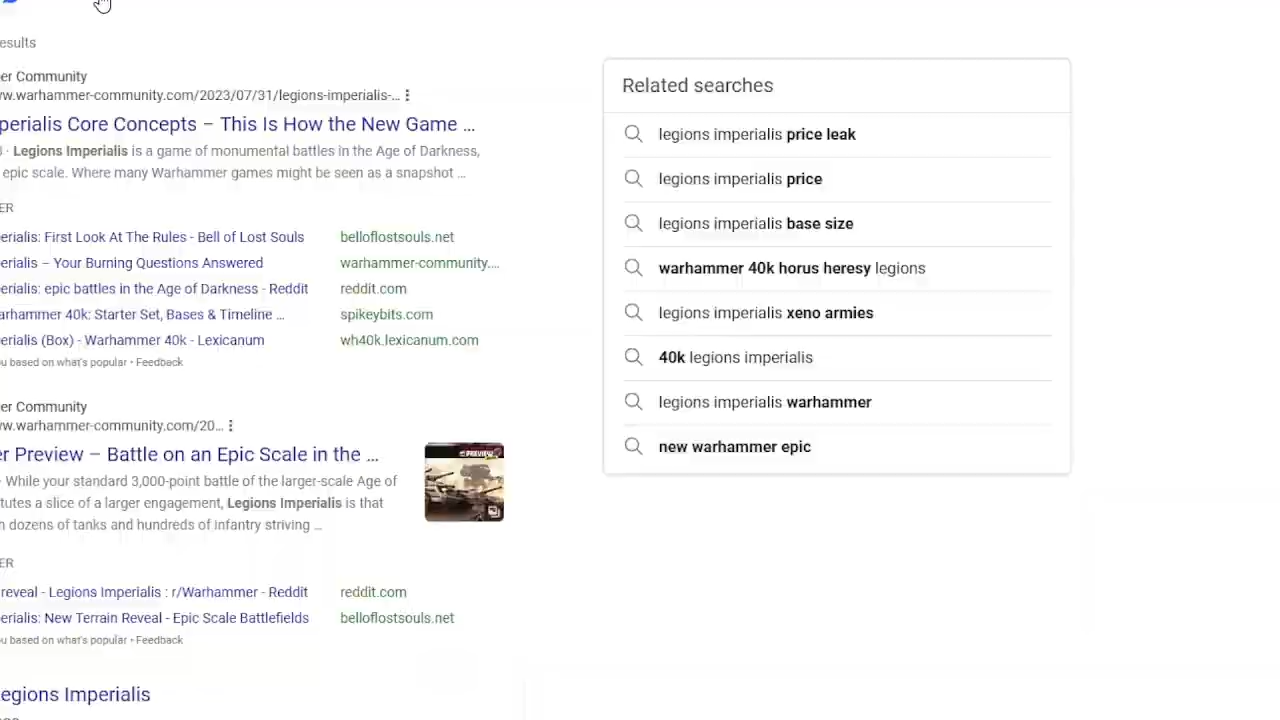 esults
er Community
ww.warhammer-community.com/2023/07/31/legions-imperialis-...
perialis Core Concepts – This Is How the New Game ...
· Legions Imperialis is a game of monumental battles in the Age of Darkness,
epic scale. Where many Warhammer games might be seen as a snapshot ...
ER
erialis: First Look At The Rules - Bell of Lost Souls belloflostsouls.net
erialis – Your Burning Questions Answered warhammer-community....
erialis: epic battles in the Age of Darkness - Reddit reddit.com
arhammer 40k: Starter Set, Bases & Timeline ... spikeybits.com
erialis (Box) - Warhammer 40k - Lexicanum wh40k.lexicanum.com
u based on what's popular • Feedback
er Community
ww.warhammer-community.com/20...
er Preview – Battle on an Epic Scale in the ...
· While your standard 3,000-point battle of the larger-scale Age of
tutes a slice of a larger engagement, Legions Imperialis is that
h dozens of tanks and hundreds of infantry striving ...
PREVIEW
ER
reveal - Legions Imperialis : r/Warhammer - Reddit reddit.com
erialis: New Terrain Reveal - Epic Scale Battlefields belloflostsouls.net
u based on what's popular • Feedback
egions Imperialis
Related searches
legions imperialis price leak
legions imperialis price
legions imperialis base size
warhammer 40k horus heresy legions
legions imperialis xeno armies
40k legions imperialis
legions imperialis warhammer
new warhammer epic